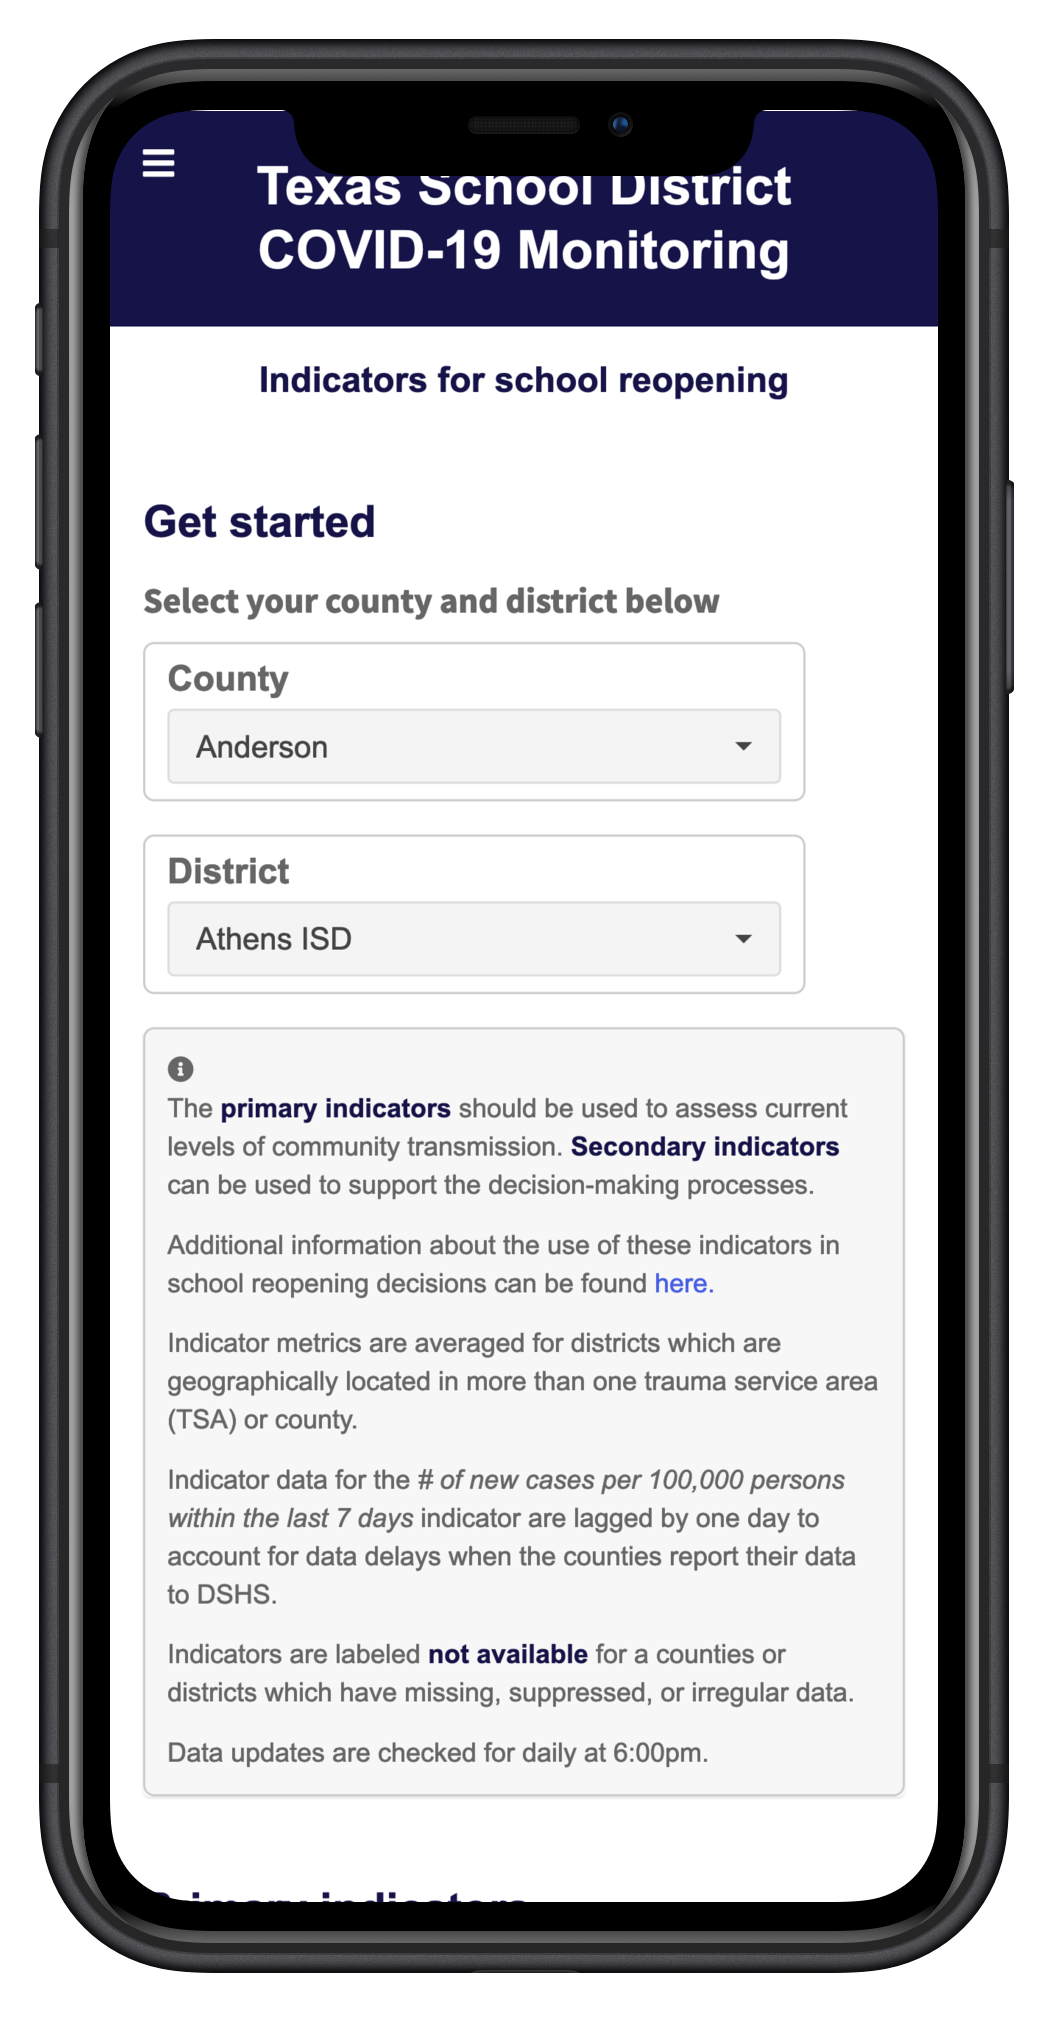 Texas School District
COVID-19 Monitoring
Indicators for school reopening
Get started
Select your county and district below
County
Anderson
District
Athens ISD
The primary indicators should be used to assess current
levels of community transmission. Secondary indicators
can be used to support the decision-making processes.
Additional information about the use of these indicators in
school reopening decisions can be found here.
Indicator metrics are averaged for districts which are
geographically located in more than one trauma service area
(TSA) or county.
Indicator data for the # of new cases per 100,000 persons
within the last 7 days indicator are lagged by one day to
account for data delays when the counties report their data
to DSHS.
Indicators are labeled not available for a counties or
districts which have missing, suppressed, or irregular data.
Data updates are checked for daily at 6:00pm.
Primary indicators